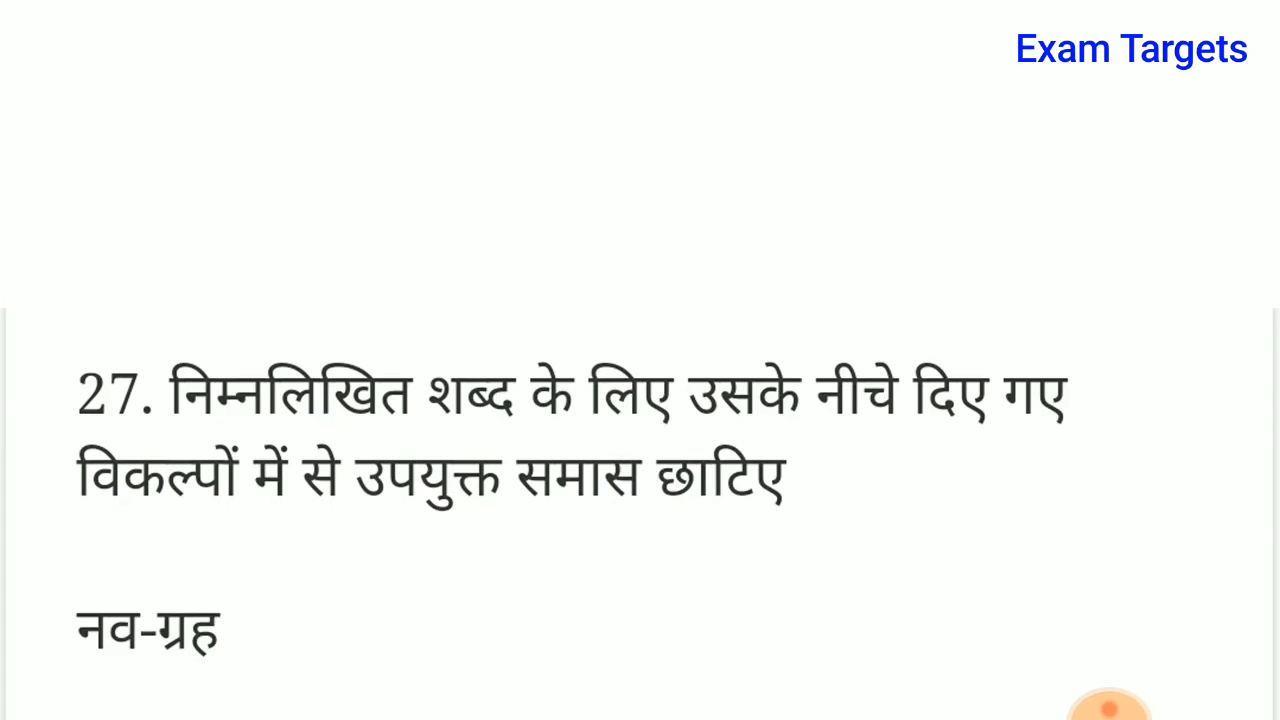 Exam Targets
27. निम्नलिखित शब्द के लिए उसके नीचे दिए गए
विकल्पों में से उपयुक्त समास छाटिए
नव-ग्रह